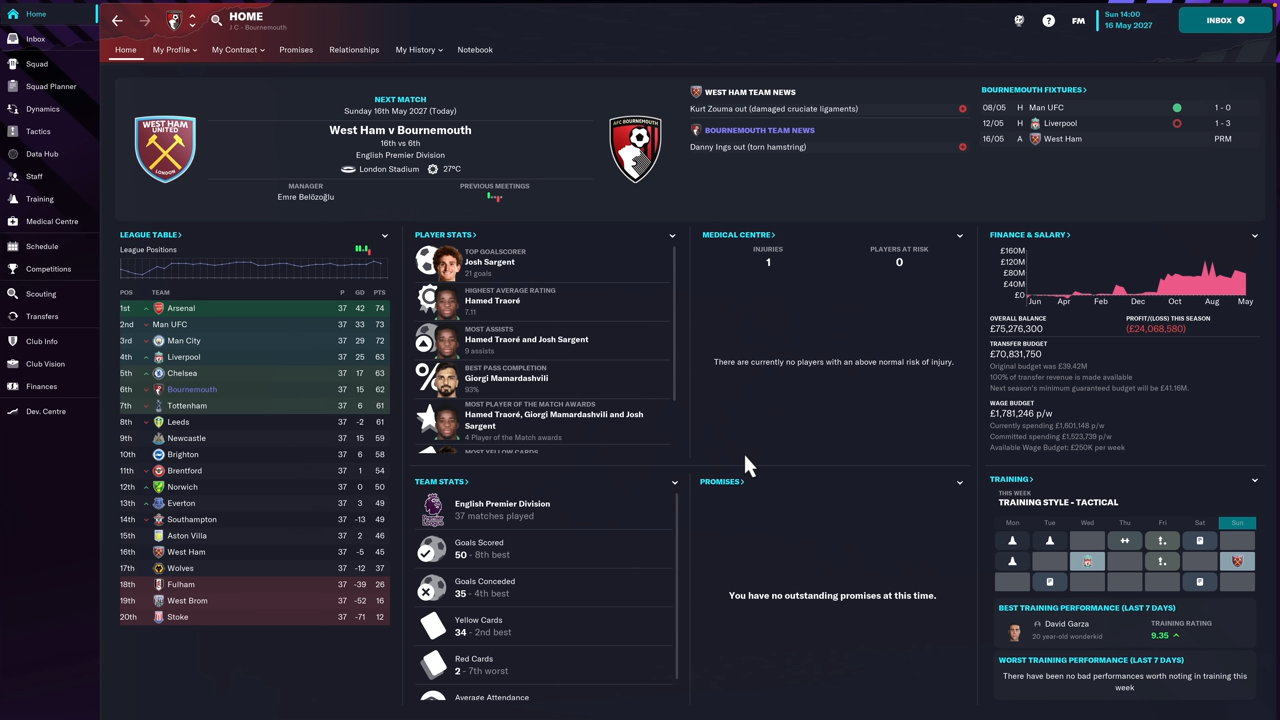 Home
Inbox
Squad
Squad Planner
Dynamics
Tactics
Data Hub
Staff
Training
Medical Centre
Schedule
Competitions
Scouting
Transfers
Club Info
Club Vision
Finances
Dev. Centre
HOME
J C - Bournemouth
FM
Sun 14:00
16 May 2027
INBOX
Home My Profile My Contract Promises Relationships My History Notebook
NEXT MATCH
Sunday 16th May 2027 (Today)
West Ham v Bournemouth
16th vs 6th
English Premier Division
London Stadium 27°C
MANAGER
Emre Belözoğlu
PREVIOUS MEETINGS
WEST HAM UNITED
LONDON
AFC BOURNEMOUTH
WEST HAM TEAM NEWS
Kurt Zouma out (damaged cruciate ligaments)
BOURNEMOUTH TEAM NEWS
Danny Ings out (torn hamstring)
BOURNEMOUTH FIXTURES>
08/05 H Man UFC 1 - 0
12/05 H Liverpool 1 - 3
16/05 A West Ham PRM
LEAGUE TABLE>
League Positions
POS TEAM P GD PTS
1st Arsenal 37 42 74
2nd Man UFC 37 33 73
3rd Man City 37 29 72
4th Liverpool 37 25 63
5th Chelsea 37 17 63
6th Bournemouth 37 15 62
7th Tottenham 37 6 61
8th Leeds 37 -2 61
9th Newcastle 37 15 59
10th Brighton 37 6 58
11th Brentford 37 1 54
12th Norwich 37 0 50
13th Everton 37 3 49
14th Southampton 37 -13 49
15th Aston Villa 37 2 46
16th West Ham 37 -5 45
17th Wolves 37 -12 37
18th Fulham 37 -39 26
19th West Brom 37 -52 16
20th Stoke 37 -71 12
PLAYER STATS>
TOP GOALSCORER
Josh Sargent
21 goals
HIGHEST AVERAGE RATING
Hamed Traoré
7.11
MOST ASSISTS
Hamed Traoré and Josh Sargent
9 assists
BEST PASS COMPLETION
Giorgi Mamardashvili
93%
MOST PLAYER OF THE MATCH AWARDS
Hamed Traoré, Giorgi Mamardashvili and Josh
Sargent
4 Player of the Match awards
MOST YELLOW CARDS
TEAM STATS>
English Premier Division
37 matches played
Goals Scored
50 - 8th best
Goals Conceded
35 - 4th best
Yellow Cards
34 - 2nd best
Red Cards
2 - 7th worst
Average Attendance
MEDICAL CENTRE>
INJURIES
1
PLAYERS AT RISK
0
There are currently no players with an above normal risk of injury.
PROMISES>
You have no outstanding promises at this time.
FINANCE & SALARY>
£160M
£120M
£80M
£40M
£0
Jun Apr Feb Dec Oct Aug May
OVERALL BALANCE
£75,276,300
PROFIT/(LOSS) THIS SEASON
(£24,068,580)
TRANSFER BUDGET
£70,831,750
Original budget was £39.42M
100% of transfer revenue is made available
Next season's minimum guaranteed budget will be £41.16M.
WAGE BUDGET
£1,781,246 p/w
Currently spending £1,601,148 p/w
Committed spending £1,523,739 p/w
Available Wage Budget: £250K per week
TRAINING>
THIS WEEK
TRAINING STYLE - TACTICAL
Mon Tue Wed Thu Fri Sat Sun
BEST TRAINING PERFORMANCE (LAST 7 DAYS)
David Garza
20 year-old wonderkid
TRAINING RATING
9.35
WORST TRAINING PERFORMANCE (LAST 7 DAYS)
There have been no bad performances worth noting in training this
week